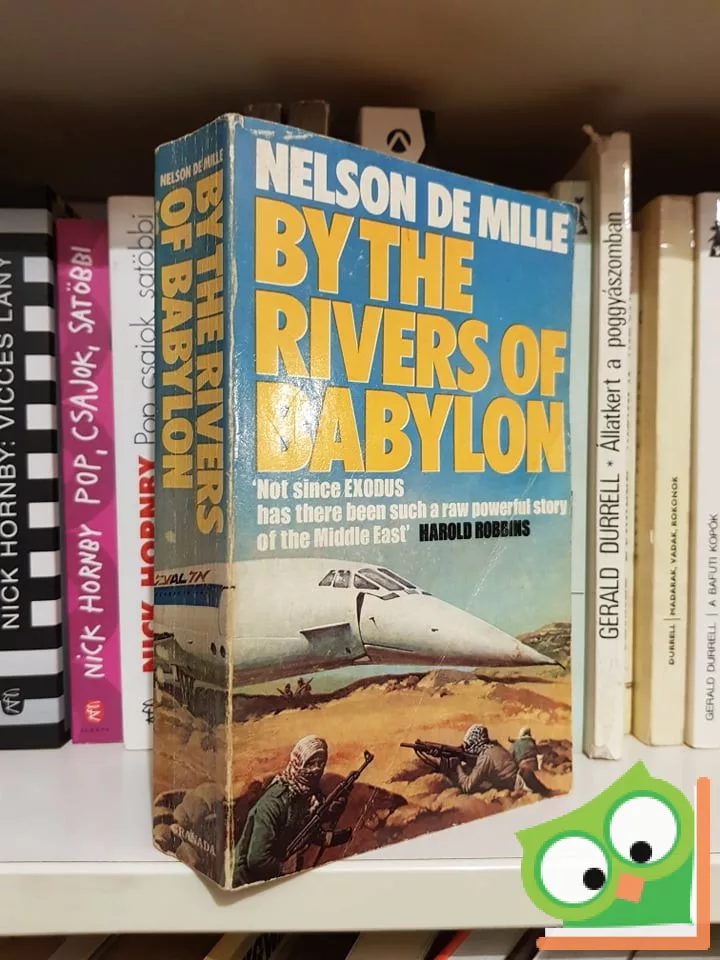 NELSON DE MILLE
BY THE
RIVERS OF
BABYLON
'Not since EXODUS
has there been such a raw powerful story
of the Middle East' HAROLD ROBBINS
NELSON DE MILLE
BY THE RIVERS
OF BABYLON
GRANADA
NICK HORNBY: VICCES LÁNY
NICK HORNBY POP, CSAJOK, SATÖBBI
NICK HORNBY Pop, csajok, satöbbi
GERALD DURRELL * Állatkert a poggyászomban
DURRELL MADARAK, VADAK, ROKONOK
GERALD DURRELL A BAFUTI KOPÓK